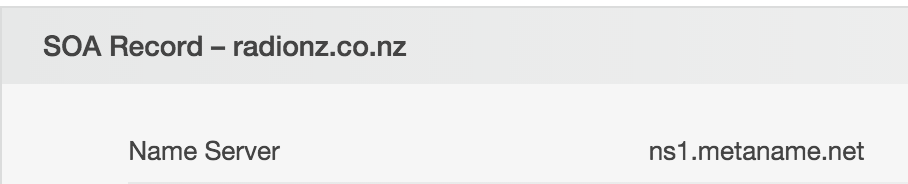 SOA Record – radionz.co.nz
Name Server ns1.metaname.net